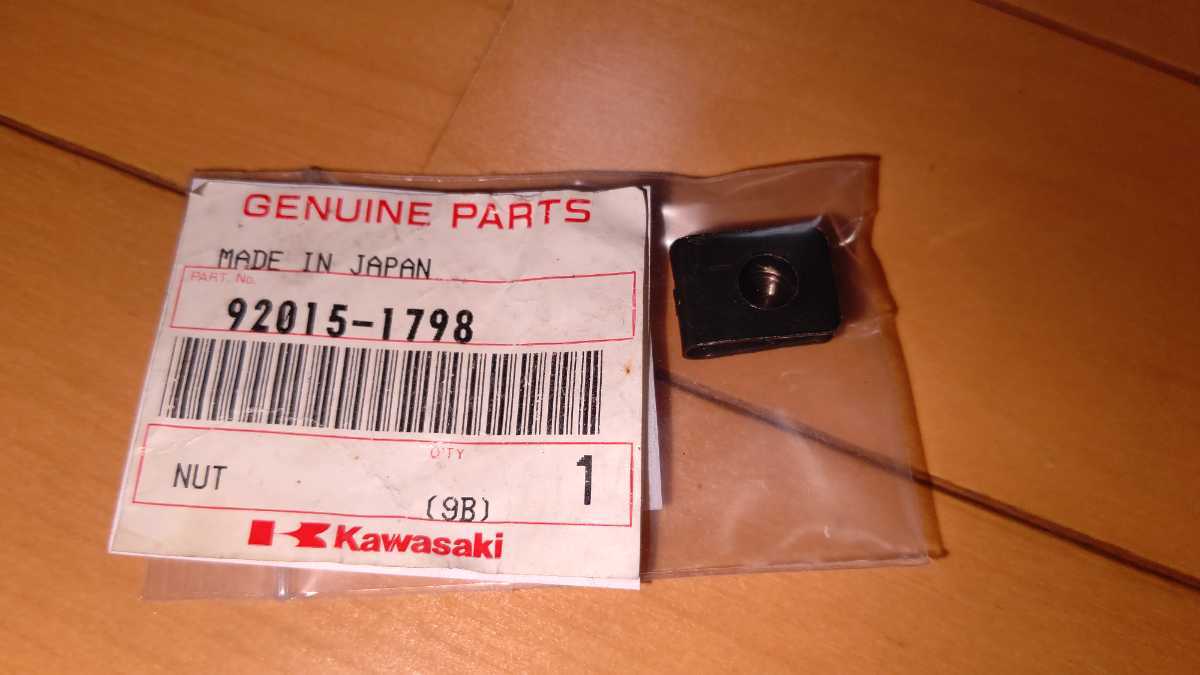 GENUINE PARTS
MADE IN JAPAN
PART. No.
92015-1798
Q'TY
NUT
1
(9B)
Kawasaki